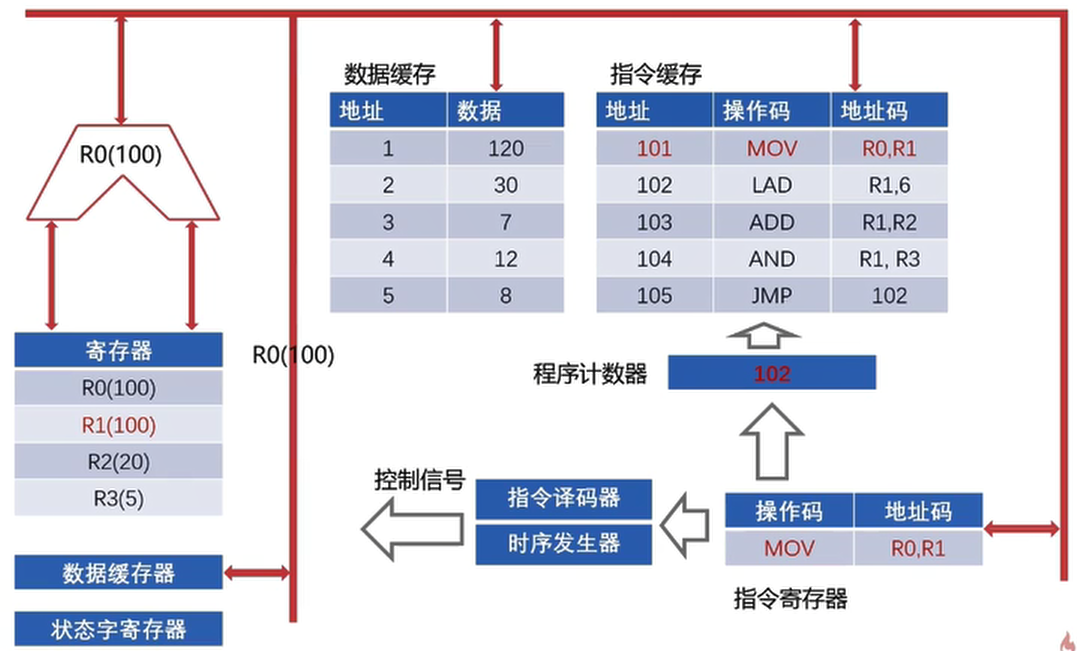 数据缓存
地址 数据
1 120
2 30
3 7
4 12
5 8
指令缓存
地址 操作码 地址码
101 MOV R0,R1
102 LAD R1,6
103 ADD R1,R2
104 AND R1, R3
105 JMP 102
R0(100)
寄存器
R0(100)
R1(100)
R2(20)
R3(5)
R0(100)
程序计数器
102
控制信号
指令译码器
时序发生器
操作码 地址码
MOV R0,R1
指令寄存器
数据缓存器
状态字寄存器